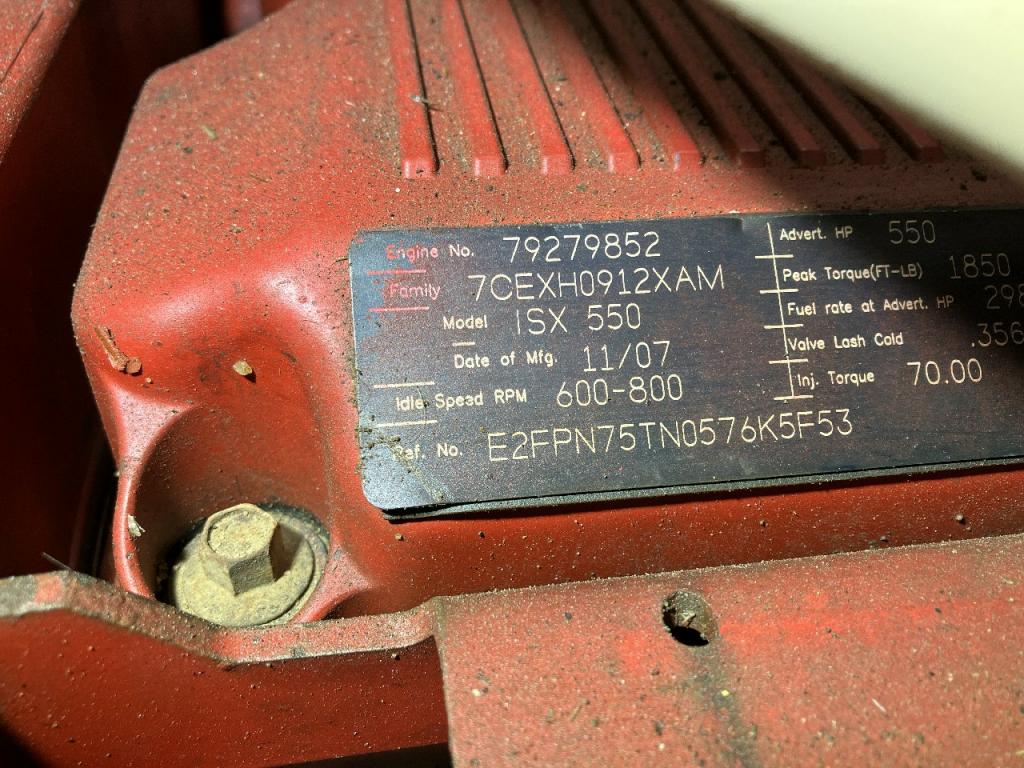 Engine No. 79279852
Family 7CEXH0912XAM
Model ISX 550
Date of Mfg. 11/07
Idle Speed RPM 600-800
Ref. No. E2FPN75TN0576K5F53
Advert. HP 550
Peak Torque(FT-LB) 1850
Fuel rate at Advert. HP 298
Valve Lash Cold .356
Inj. Torque 70.00